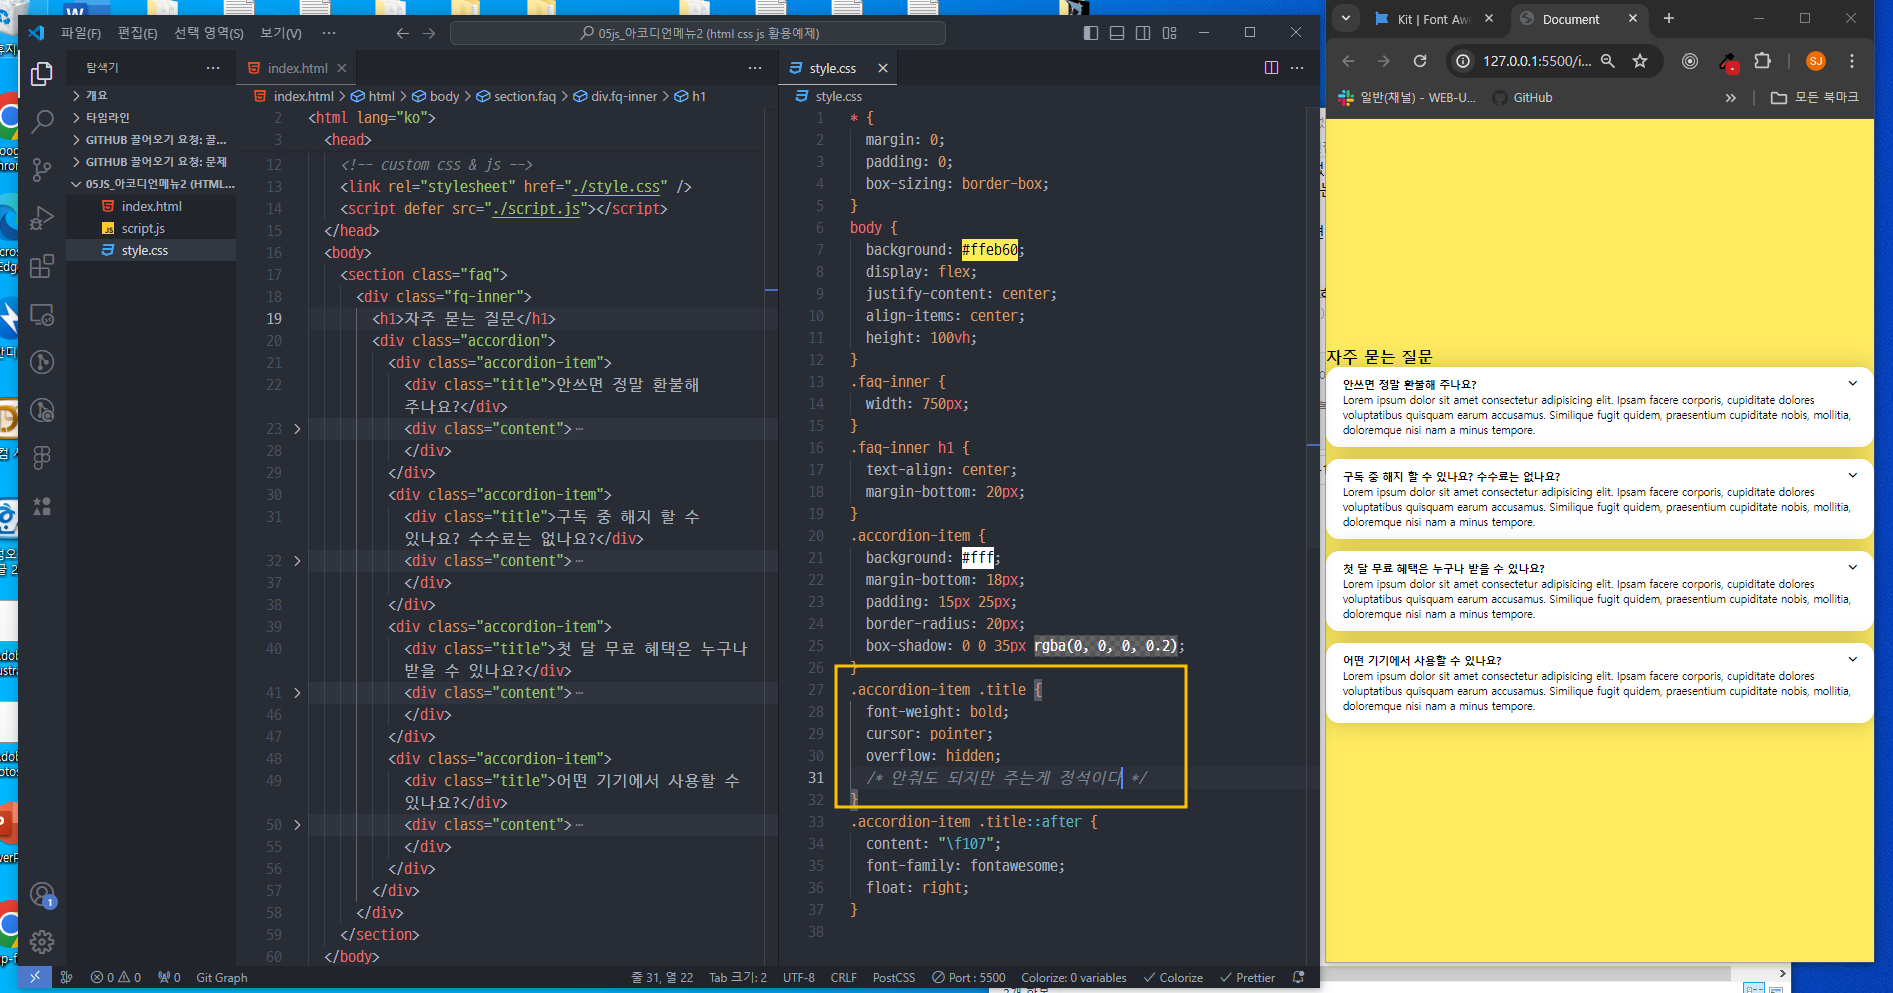 파일(F) 편집(E) 선택 영역(S) 보기(V) ··· 05js_아코디언메뉴2 (html css js 활용예제)
탐색기 ···
개요
타임라인
GITHUB 끌어오기 요청: 끌...
GITHUB 끌어오기 요청: 문제
05JS_아코디언메뉴2 (HTML...
index.html
script.js
style.css
index.html
index.html > html > body > section.faq > div.fq-inner > h1
2 <html lang="ko">
3 <head>
12 <!-- custom css & js -->
13 <link rel="stylesheet" href="./style.css" />
14 <script defer src="./script.js"></script>
15 </head>
16 <body>
17 <section class="faq">
18 <div class="fq-inner">
19 <h1>자주 묻는 질문</h1>
20 <div class="accordion">
21 <div class="accordion-item">
22 <div class="title">안쓰면 정말 환불해
주나요?</div>
23 <div class="content">···
28 </div>
29 </div>
30 <div class="accordion-item">
31 <div class="title">구독 중 해지 할 수
있나요? 수수료는 없나요?</div>
32 <div class="content">···
37 </div>
38 </div>
39 <div class="accordion-item">
40 <div class="title">첫 달 무료 혜택은 누구나
받을 수 있나요?</div>
41 <div class="content">···
46 </div>
47 </div>
48 <div class="accordion-item">
49 <div class="title">어떤 기기에서 사용할 수
있나요?</div>
50 <div class="content">···
55 </div>
56 </div>
57 </div>
58 </div>
59 </section>
60 </body>
style.css
style.css
1 * {
2 margin: 0;
3 padding: 0;
4 box-sizing: border-box;
5 }
6 body {
7 background: #ffeb60;
8 display: flex;
9 justify-content: center;
10 align-items: center;
11 height: 100vh;
12 }
13 .faq-inner {
14 width: 750px;
15 }
16 .faq-inner h1 {
17 text-align: center;
18 margin-bottom: 20px;
19 }
20 .accordion-item {
21 background: #fff;
22 margin-bottom: 18px;
23 padding: 15px 25px;
24 border-radius: 20px;
25 box-shadow: 0 0 35px rgba(0, 0, 0, 0.2);
26 }
27 .accordion-item .title {
28 font-weight: bold;
29 cursor: pointer;
30 overflow: hidden;
31 /* 안줘도 되지만 주는게 정석이다 */
32 }
33 .accordion-item .title::after {
34 content: "\f107";
35 font-family: fontawesome;
36 float: right;
37 }
38
1
0 0 0 Git Graph 줄 31, 열 22 Tab 크기: 2 UTF-8 CRLF PostCSS Port : 5500 Colorize: 0 variables Colorize Prettier
Kit | Font Aw
Document
127.0.0.1:5500/i...
SJ
일반(채널) - WEB-U...
GitHub
모든 북마크
자주 묻는 질문
안쓰면 정말 환불해 주나요?
Lorem ipsum dolor sit amet consectetur adipisicing elit. Ipsam facere corporis, cupiditate dolores
voluptatibus quisquam earum accusamus. Similique fugit quidem, praesentium cupiditate nobis, mollitia,
doloremque nisi nam a minus tempore.
구독 중 해지 할 수 있나요? 수수료는 없나요?
Lorem ipsum dolor sit amet consectetur adipisicing elit. Ipsam facere corporis, cupiditate dolores
voluptatibus quisquam earum accusamus. Similique fugit quidem, praesentium cupiditate nobis, mollitia,
doloremque nisi nam a minus tempore.
첫 달 무료 혜택은 누구나 받을 수 있나요?
Lorem ipsum dolor sit amet consectetur adipisicing elit. Ipsam facere corporis, cupiditate dolores
voluptatibus quisquam earum accusamus. Similique fugit quidem, praesentium cupiditate nobis, mollitia,
doloremque nisi nam a minus tempore.
어떤 기기에서 사용할 수 있나요?
Lorem ipsum dolor sit amet consectetur adipisicing elit. Ipsam facere corporis, cupiditate dolores
voluptatibus quisquam earum accusamus. Similique fugit quidem, praesentium cupiditate nobis, mollitia,
doloremque nisi nam a minus tempore.